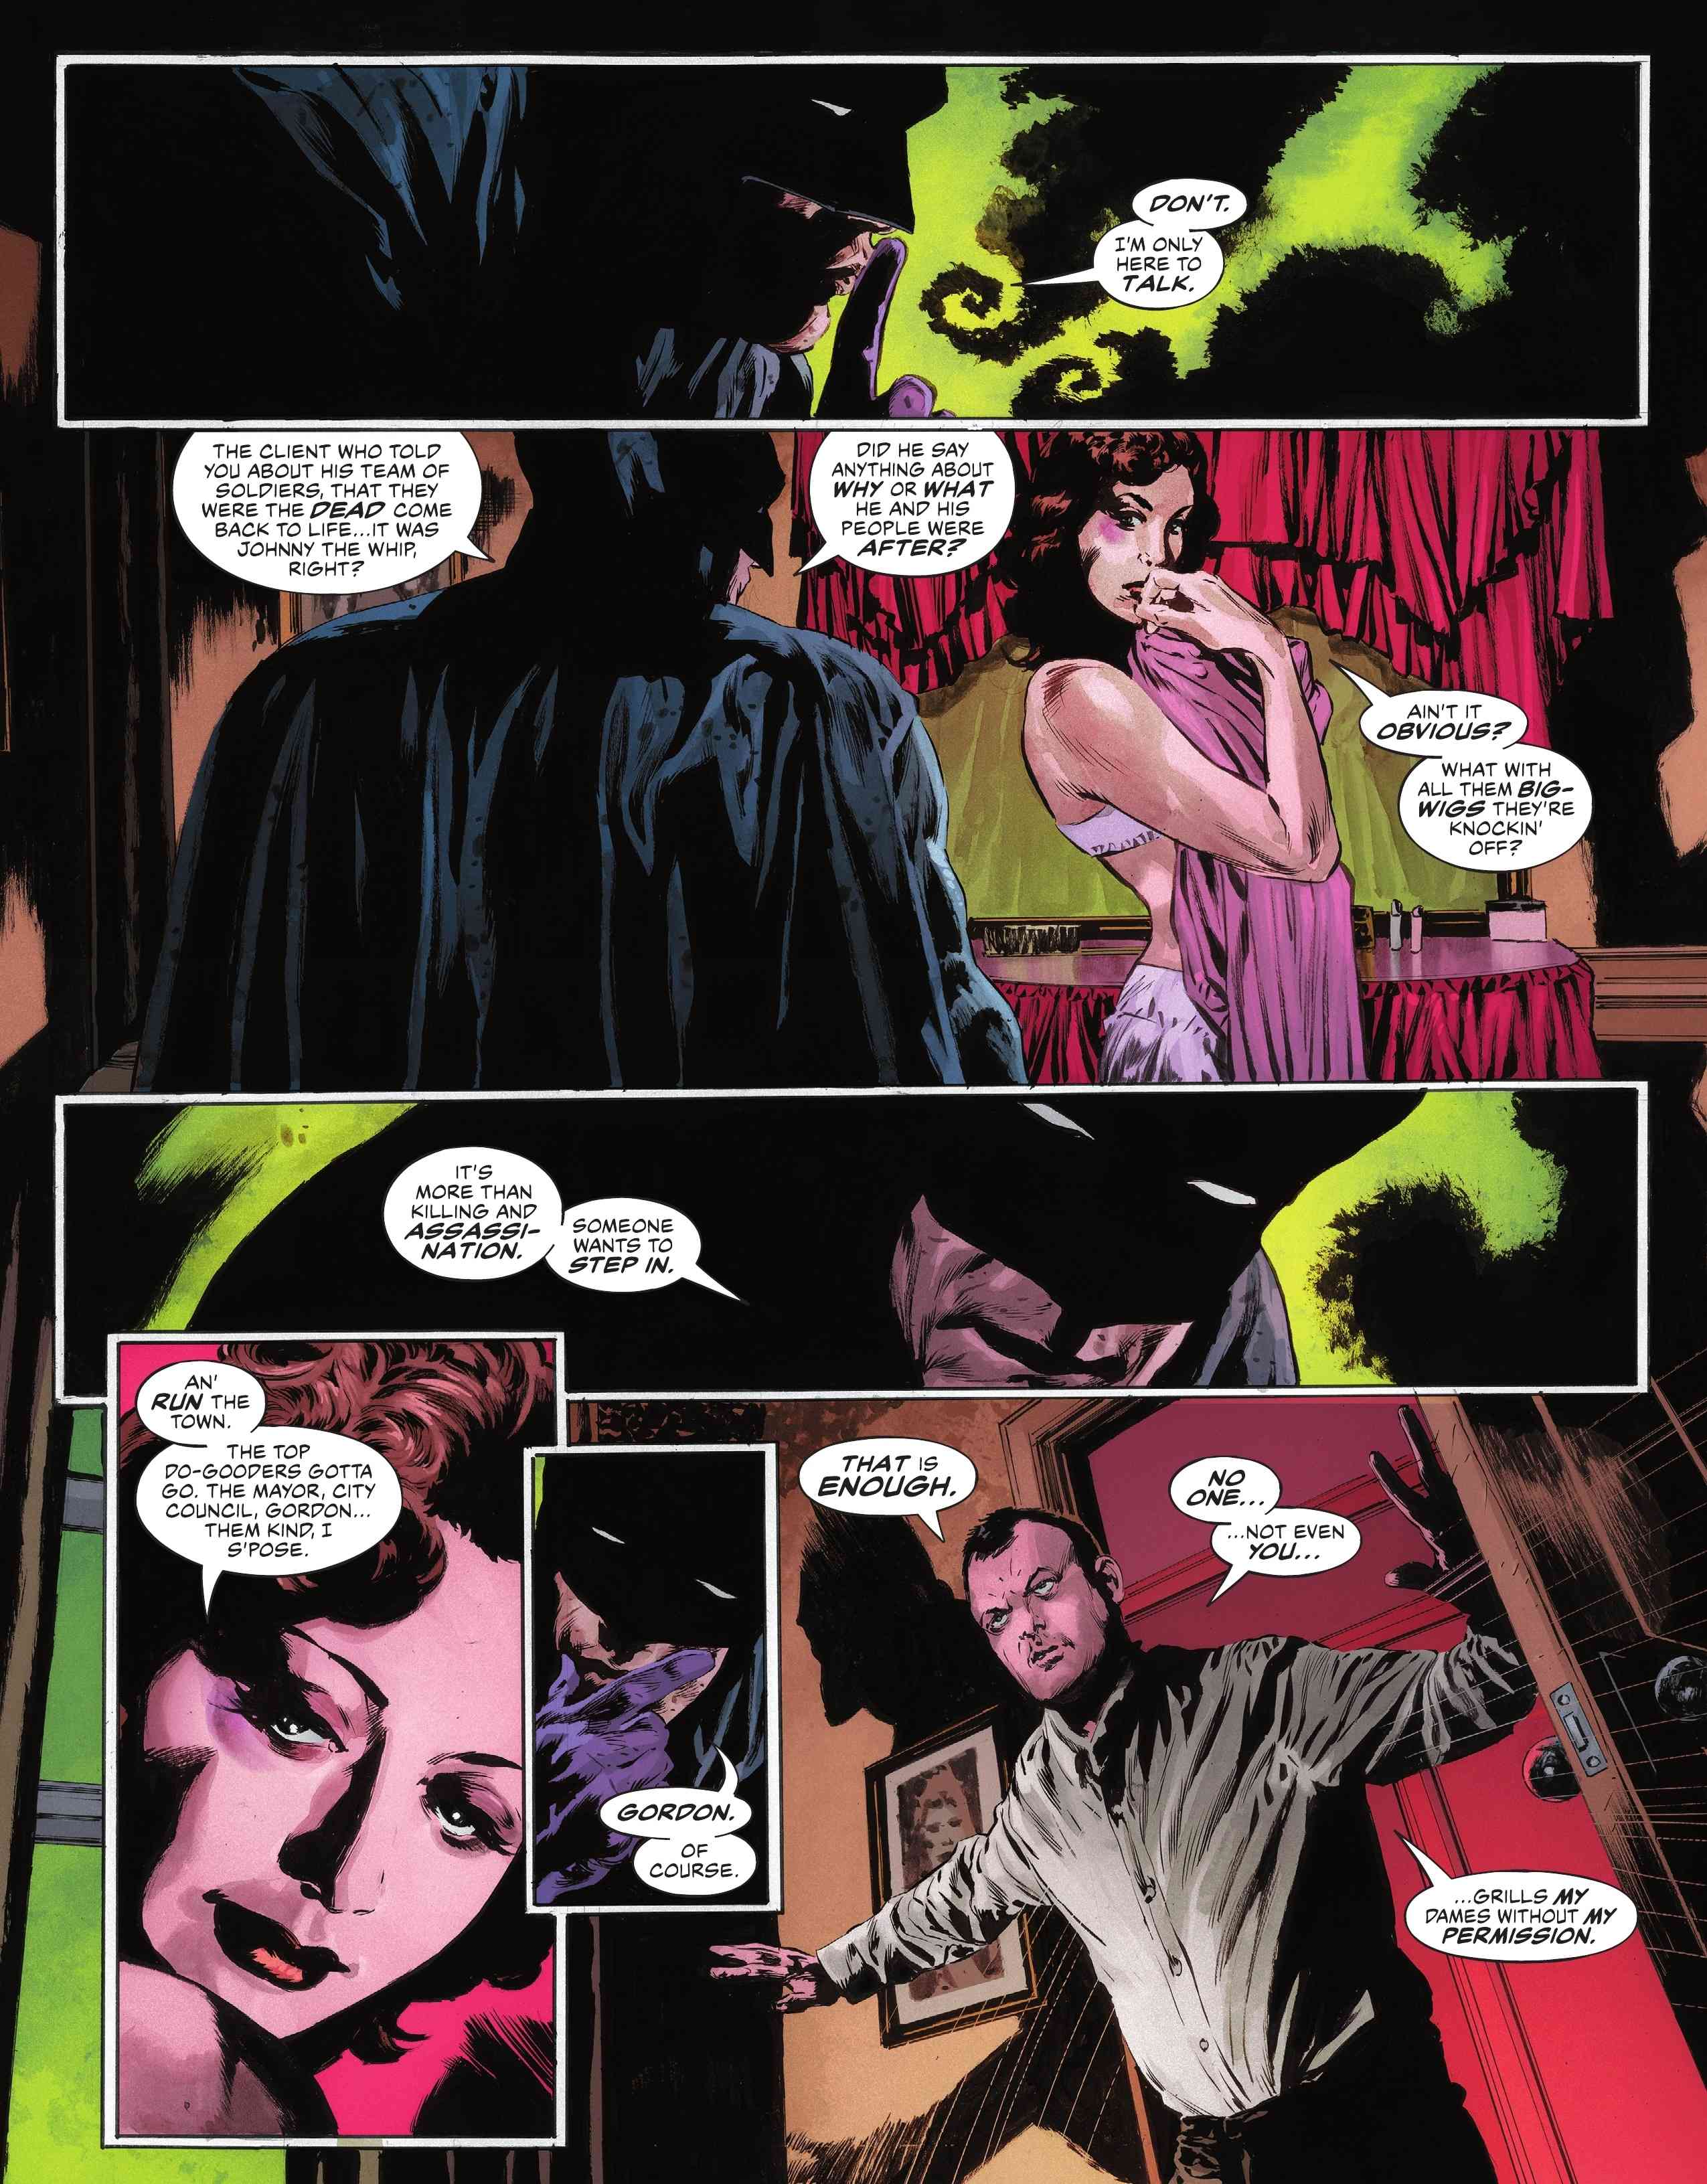 DON'T.
I'M ONLY
HERE TO
TALK.
THE CLIENT WHO TOLD
YOU ABOUT HIS TEAM OF
SOLDIERS, THAT THEY
WERE THE DEAD COME
BACK TO LIFE...IT WAS
JOHNNY THE WHIP,
RIGHT?
DID HE SAY
ANYTHING ABOUT
WHY OR WHAT
HE AND HIS
PEOPLE WERE
AFTER?
AIN'T IT
OBVIOUS?
WHAT WITH
ALL THEM BIG-
WIGS THEY'RE
KNOCKIN'
OFF?
IT'S
MORE THAN
KILLING AND
ASSASSI-
NATION.
SOMEONE
WANTS TO
STEP IN.
AN'
RUN THE
TOWN.
THE TOP
DO-GOODERS GOTTA
GO. THE MAYOR, CITY
COUNCIL, GORDON...
THEM KIND, I
S'POSE.
GORDON.
OF
COURSE.
THAT IS
ENOUGH.
NO
ONE...
...NOT EVEN
YOU...
...GRILLS MY
DAMES WITHOUT MY
PERMISSION.